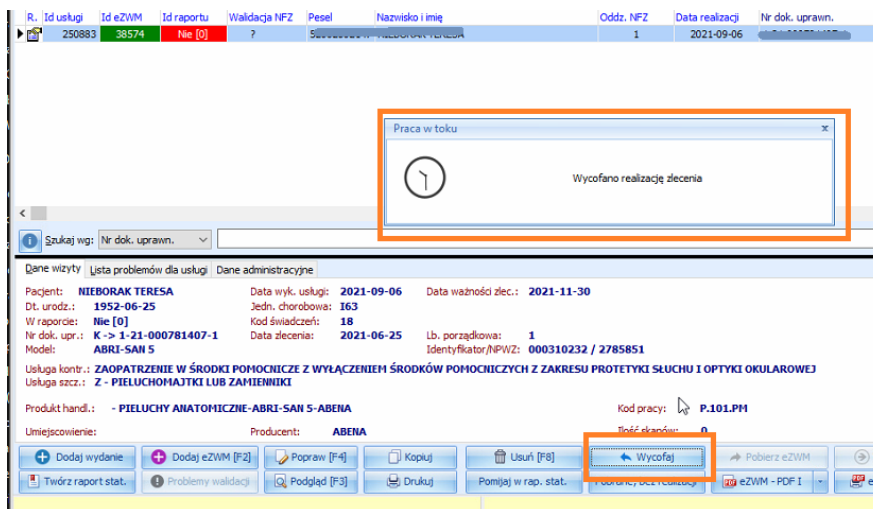 R. Id usługi Id eZWM Id raportu Walidacja NFZ Pesel Nazwisko i imię Oddz. NFZ Data realizacji Nr dok. uprawn.
250883 38574 Nie [0] ? 1 2021-09-06
Praca w toku x
Wycofano realizację zlecenia
Szukaj wg: Nr dok. uprawn.
Dane wizyty Lista problemów dla usługi Dane administracyjne
Pacjent: NIEBORAK TERESA Data wyk. usługi: 2021-09-06 Data ważności zlec.: 2021-11-30
Dt. urodz.: 1952-06-25 Jedn. chorobowa: I63
W raporcie: Nie [0] Kod świadczeń: 18
Nr dok. upr.: K -> 1-21-000781407-1 Data zlecenia: 2021-06-25 Lb. porządkowa: 1
Model: ABRI-SAN 5 Identyfikator/NPWZ: 000310232 / 2785851
Usługa kontr.: ZAOPATRZENIE W ŚRODKI POMOCNICZE Z WYŁĄCZENIEM ŚRODKÓW POMOCNICZYCH Z ZAKRESU PROTETYKI SŁUCHU I OPTYKI OKULAROWEJ
Usługa szcz.: Z - PIELUCHOMAJTKI LUB ZAMIENNIKI
Produkt handl.: - PIELUCHY ANATOMICZNE-ABRI-SAN 5-ABENA Kod pracy: P.101.PM
Umiejscowienie: Producent: ABENA Ilość skanów: 0
Dodaj wydanie Dodaj eZWM [F2] Popraw [F4] Kopiuj Usuń [F8] Wycofaj Pobierz eZWM
Twórz raport stat. Problemy walidacji Podgląd [F3] Drukuj Pomijaj w rap. stat. Pobrane, bez realizacji eZWM - PDF I e